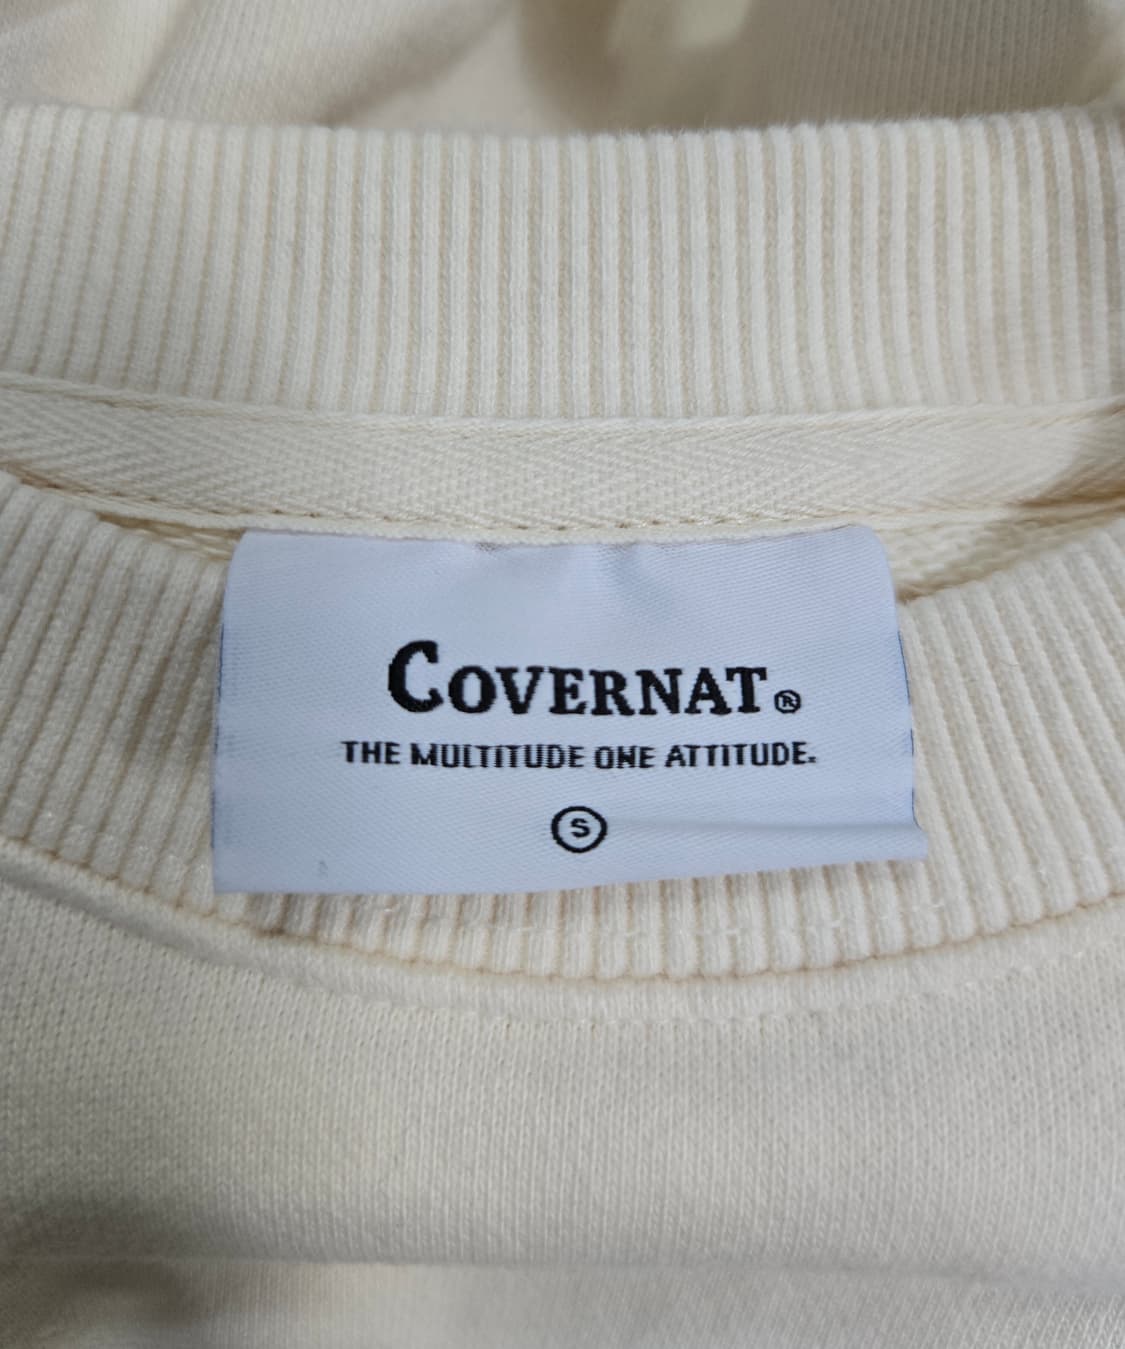 COVERNAT®
THE MULTITUDE ONE ATTITUDE.
S